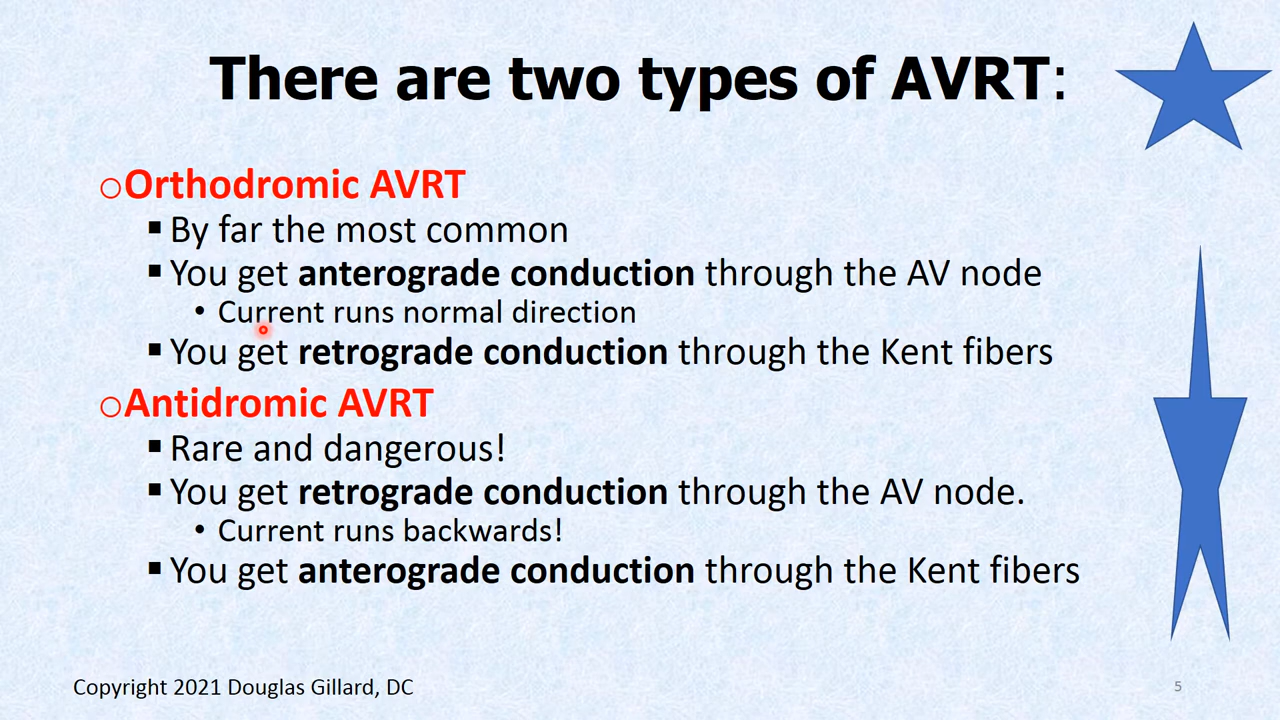 There are two types of AVRT:
○Orthodromic AVRT
▪By far the most common
▪You get anterograde conduction through the AV node
• Current runs normal direction
▪You get retrograde conduction through the Kent fibers
○Antidromic AVRT
▪Rare and dangerous!
▪You get retrograde conduction through the AV node.
• Current runs backwards!
▪You get anterograde conduction through the Kent fibers
Copyright 2021 Douglas Gillard, DC
5